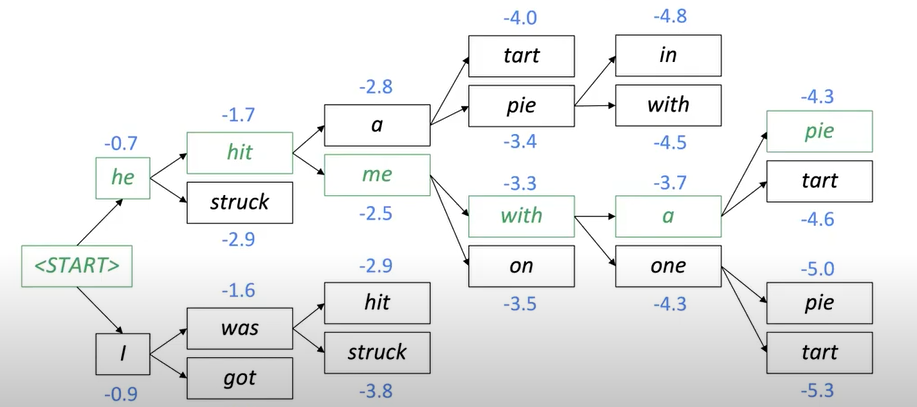 -4.0
-4.8
tart
in
-2.8
-1.7
a
pie
with
-4.3
-0.7
hit
-3.4
-4.5
pie
he
me
-3.3
-3.7
tart
struck
-2.5
with
a
-4.6
-2.9
<START>
-2.9
on
one
-5.0
-1.6
hit
-3.5
-4.3
pie
was
I
struck
tart
got
-0.9
-3.8
-5.3